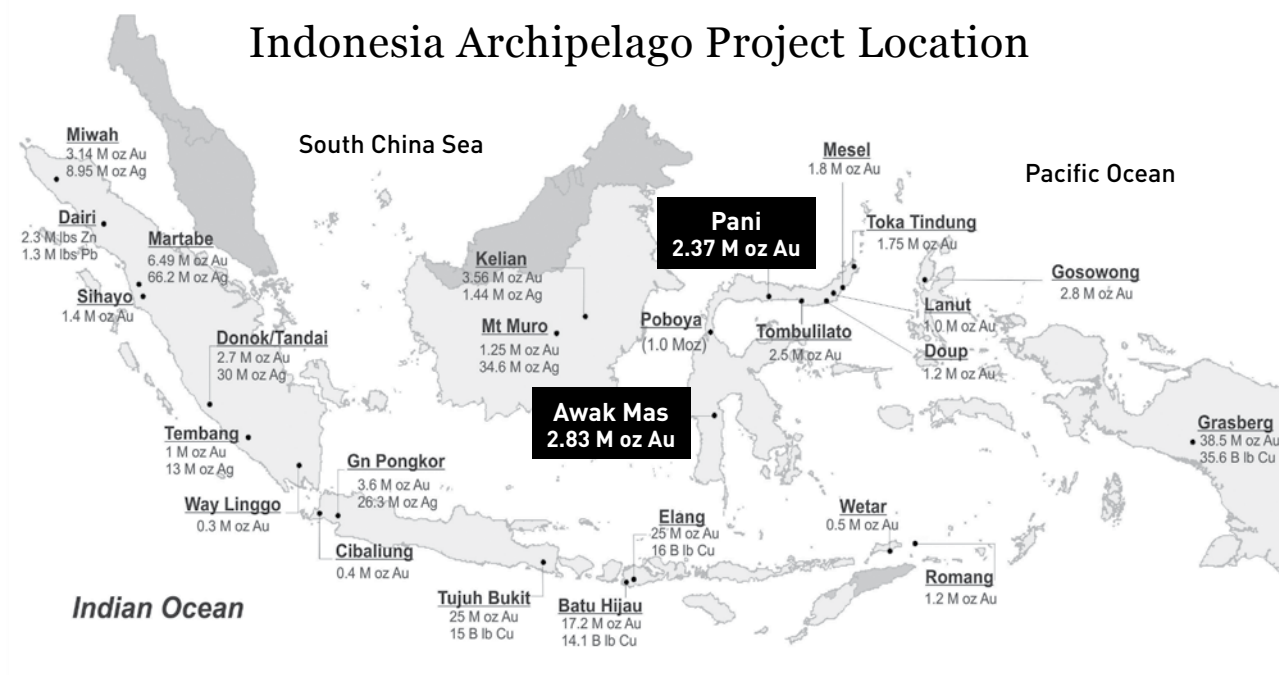 Indonesia Archipelago Project Location
South China Sea
Pacific Ocean
Indian Ocean
Miwah
3.14 M oz Au
8.95 M oz Ag
Dairi
2.3 M lbs Zn
1.3 M lbs Pb
Martabe
6.49 M oz Au
66.2 M oz Ag
Sihayo
1.4 M oz Au
Donok/Tandai
2.7 M oz Au
30 M oz Ag
Tembang
1 M oz Au
13 M oz Ag
Way Linggo
0.3 M oz Au
Gn Pongkor
3.6 M oz Au
26.3 M oz Ag
Cibaliung
0.4 M oz Au
Kelian
3.56 M oz Au
1.44 M oz Ag
Mt Muro
1.25 M oz Au
34.6 M oz Ag
Pani
2.37 M oz Au
Poboya
(1.0 Moz)
Awak Mas
2.83 M oz Au
Mesel
1.8 M oz Au
Toka Tindung
1.75 M oz Au
Gosowong
2.8 M oz Au
Lanut
1.0 M oz Au
Tombulilato
2.5 M oz Au
Doup
1.2 M oz Au
Grasberg
38.5 M oz Au
35.6 B lb Cu
Tujuh Bukit
25 M oz Au
15 B lb Cu
Elang
25 M oz Au
16 B lb Cu
Batu Hijau
17.2 M oz Au
14.1 B lb Cu
Wetar
0.5 M oz Au
Romang
1.2 M oz Au